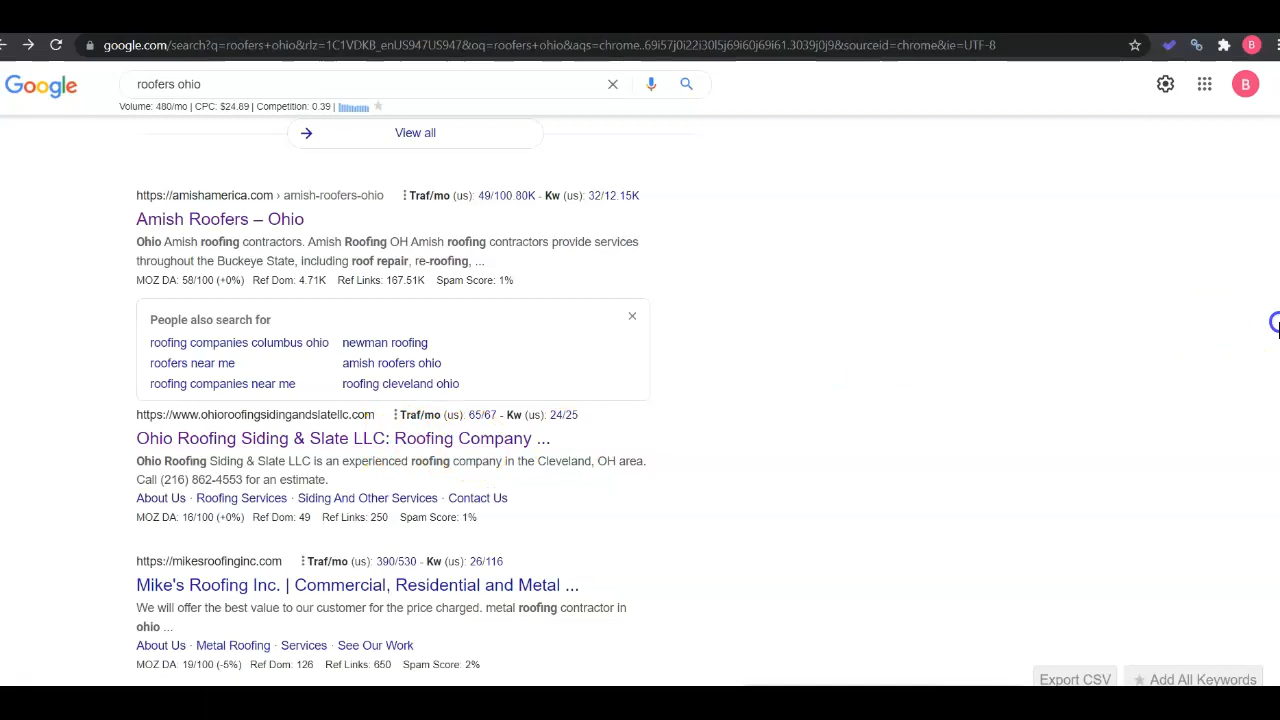 google.com/search?q=roofers+ohio&rlz=1C1VDKB_enUS947US947&oq=roofers+ohio&aqs=chrome..69i57j0i22i30l5j69i60j69i61.3039j0j9&sourceid=chrome&ie=UTF-8
B
Google
roofers ohio
B
Volume: 480/mo | CPC: $24.89 | Competition: 0.39 |
View all
https://amishamerica.com › amish-roofers-ohio Traf/mo (us): 49/100.80K - Kw (us): 32/12.15K
Amish Roofers – Ohio
Ohio Amish roofing contractors. Amish Roofing OH Amish roofing contractors provide services
throughout the Buckeye State, including roof repair, re-roofing, ...
MOZ DA: 58/100 (+0%) Ref Dom: 4.71K Ref Links: 167.51K Spam Score: 1%
People also search for
roofing companies columbus ohio newman roofing
roofers near me amish roofers ohio
roofing companies near me roofing cleveland ohio
https://www.ohioroofingsidingandslatellc.com Traf/mo (us): 65/67 - Kw (us): 24/25
Ohio Roofing Siding & Slate LLC: Roofing Company ...
Ohio Roofing Siding & Slate LLC is an experienced roofing company in the Cleveland, OH area.
Call (216) 862-4553 for an estimate.
About Us · Roofing Services · Siding And Other Services · Contact Us
MOZ DA: 16/100 (+0%) Ref Dom: 49 Ref Links: 250 Spam Score: 1%
https://mikesroofinginc.com Traf/mo (us): 390/530 - Kw (us): 26/116
Mike's Roofing Inc. | Commercial, Residential and Metal ...
We will offer the best value to our customer for the price charged. metal roofing contractor in
ohio ...
About Us · Metal Roofing · Services · See Our Work
MOZ DA: 19/100 (-5%) Ref Dom: 126 Ref Links: 650 Spam Score: 2%
Export CSV Add All Keywords